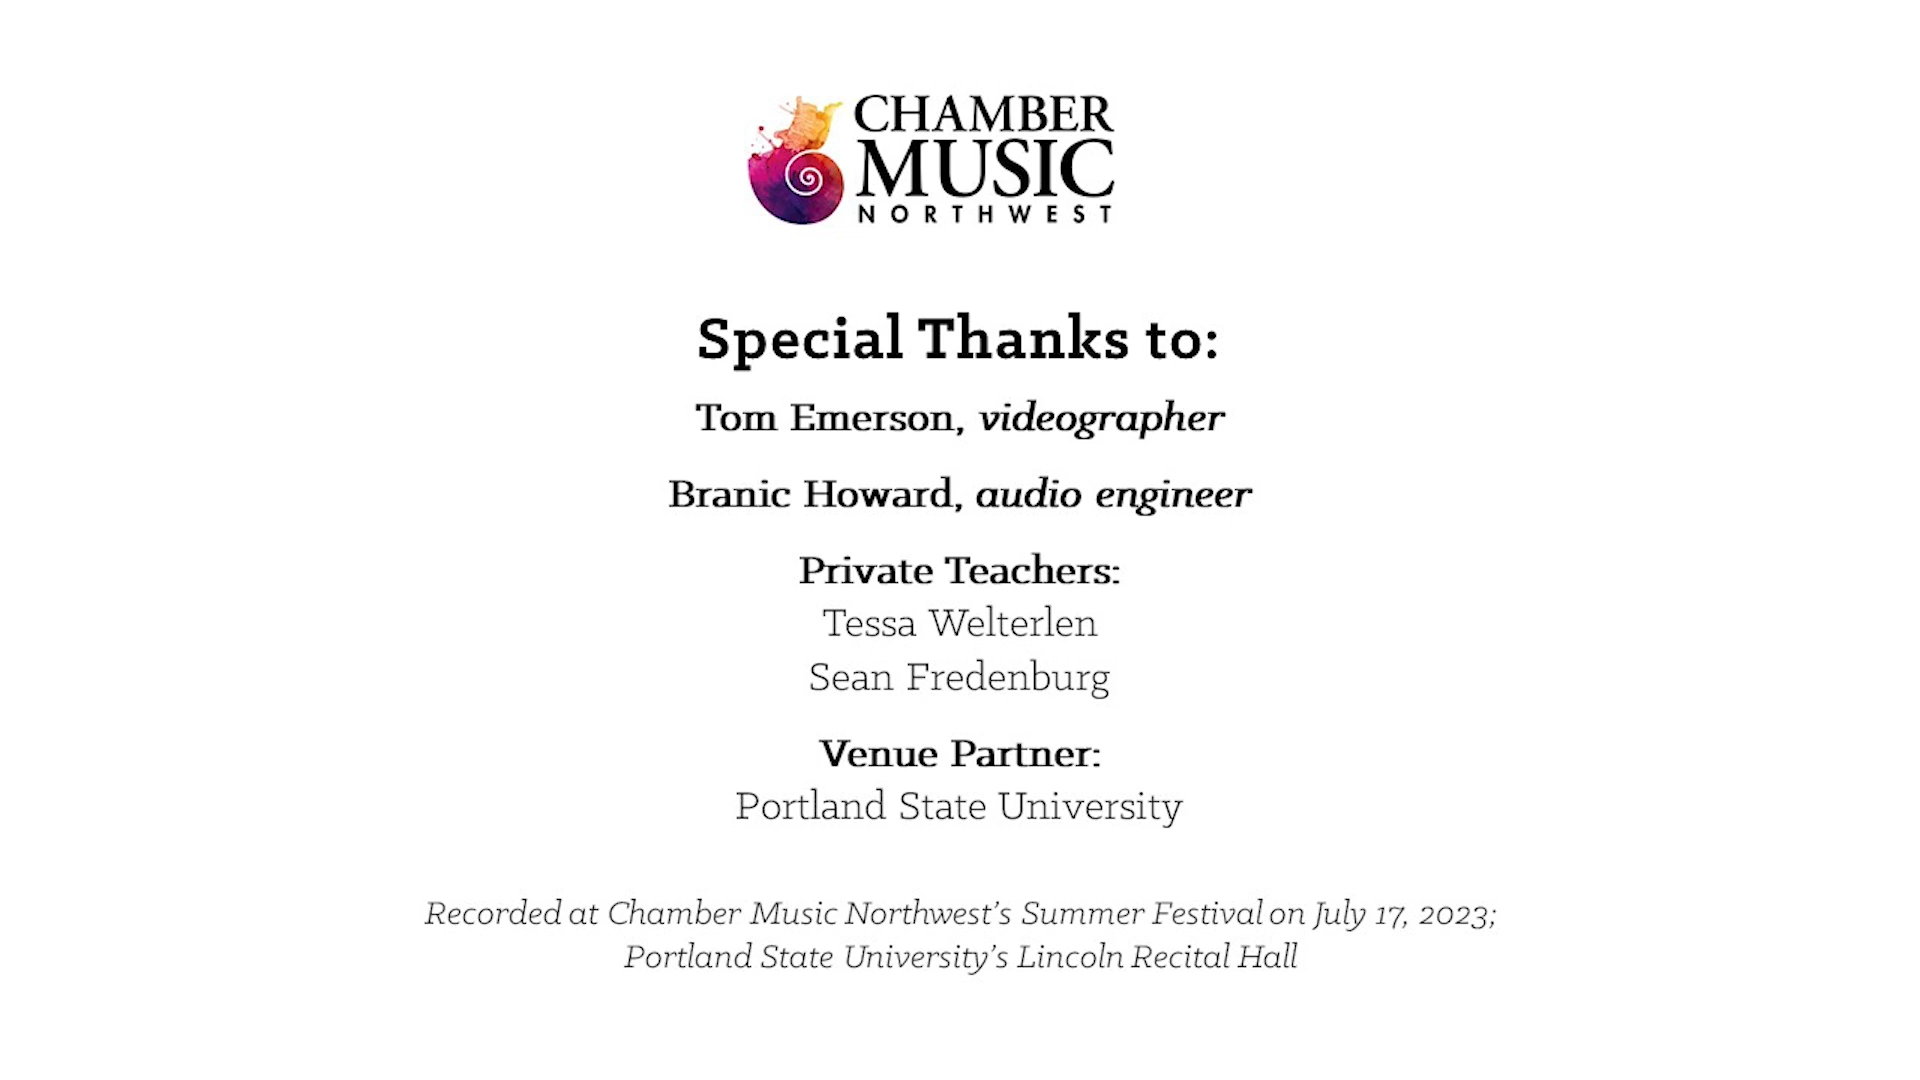 CHAMBER
MUSIC
NORTHWEST
Special Thanks to:
Tom Emerson, videographer
Branic Howard, audio engineer
Private Teachers:
Tessa Welterlen
Sean Fredenburg
Venue Partner:
Portland State University
Recorded at Chamber Music Northwest's Summer Festival on July 17, 2023;
Portland State University's Lincoln Recital Hall